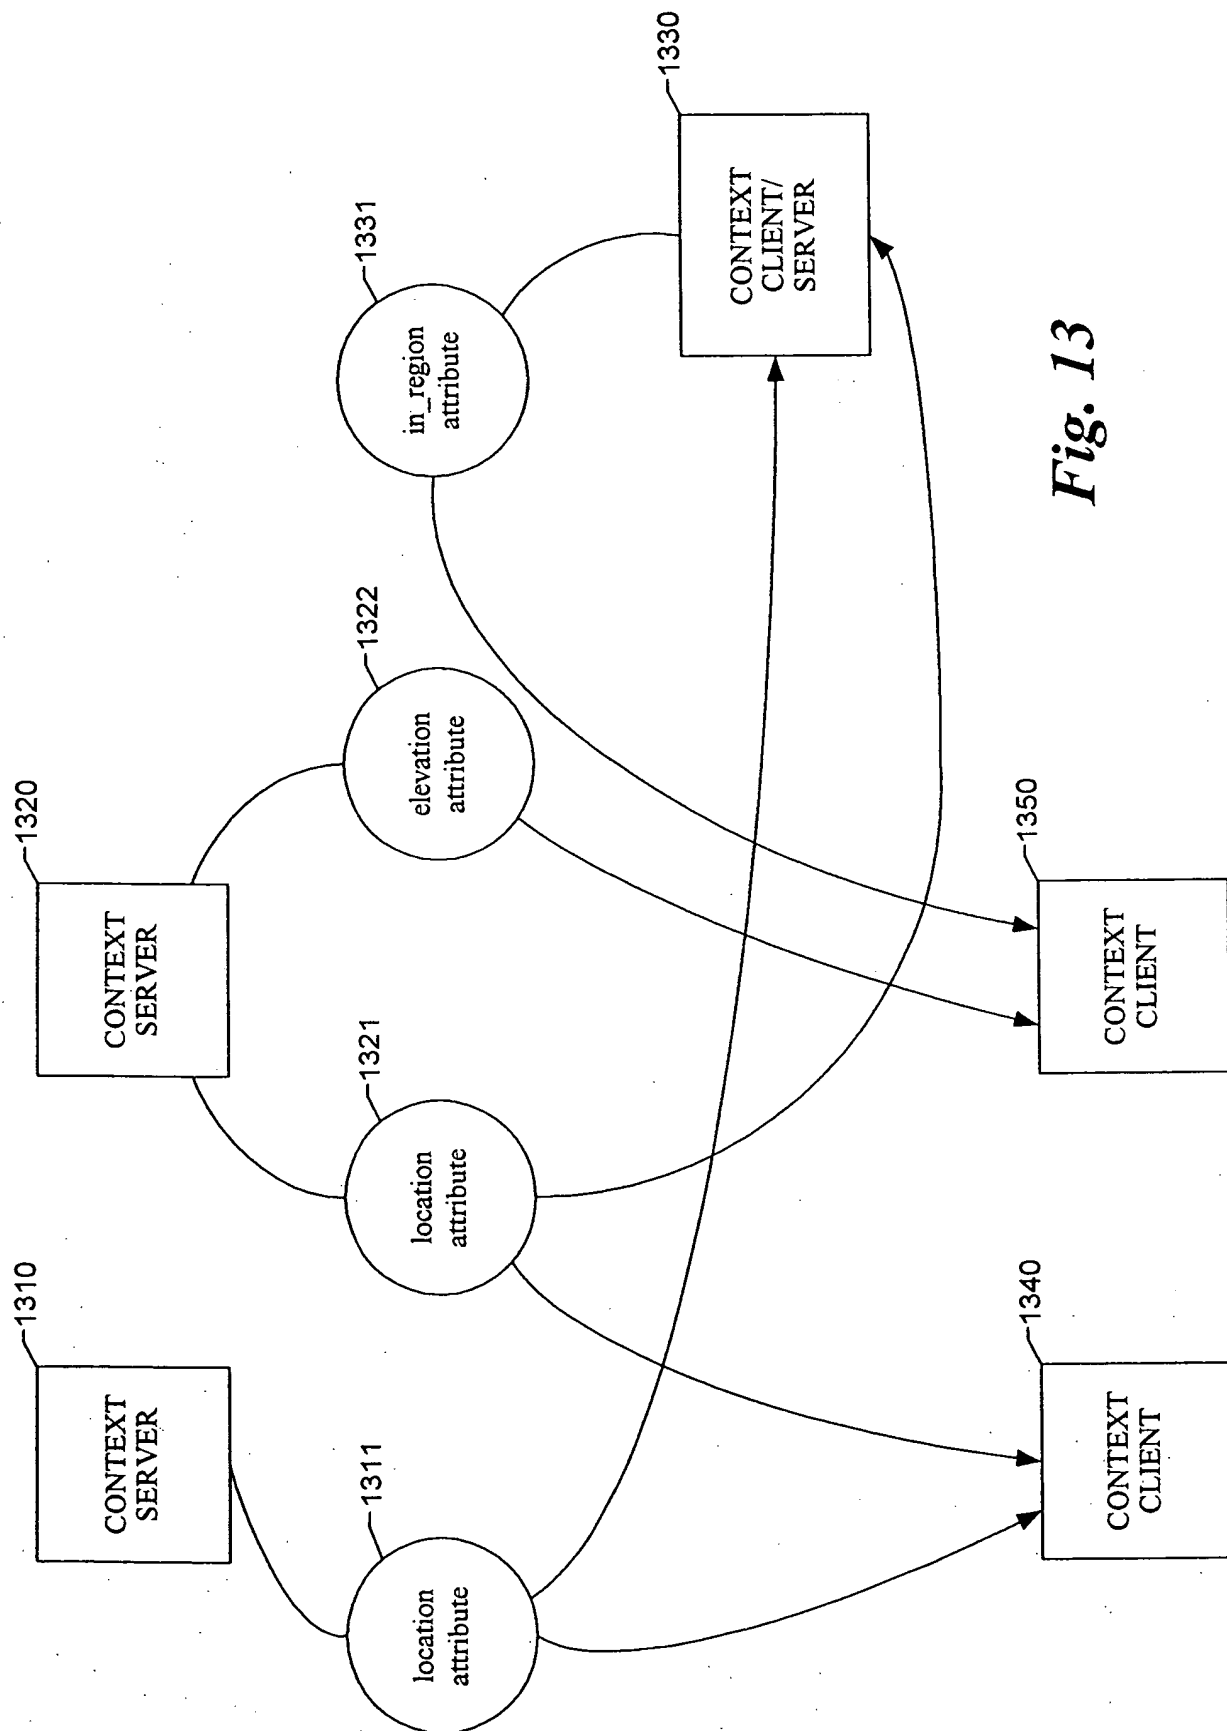 1310
CONTEXT
SERVER
1320
CONTEXT
SERVER
1311
location
attribute
1321
location
attribute
1322
elevation
attribute
1331
in_region
attribute
1330
CONTEXT
CLIENT/
SERVER
1340
CONTEXT
CLIENT
1350
CONTEXT
CLIENT
Fig. 13